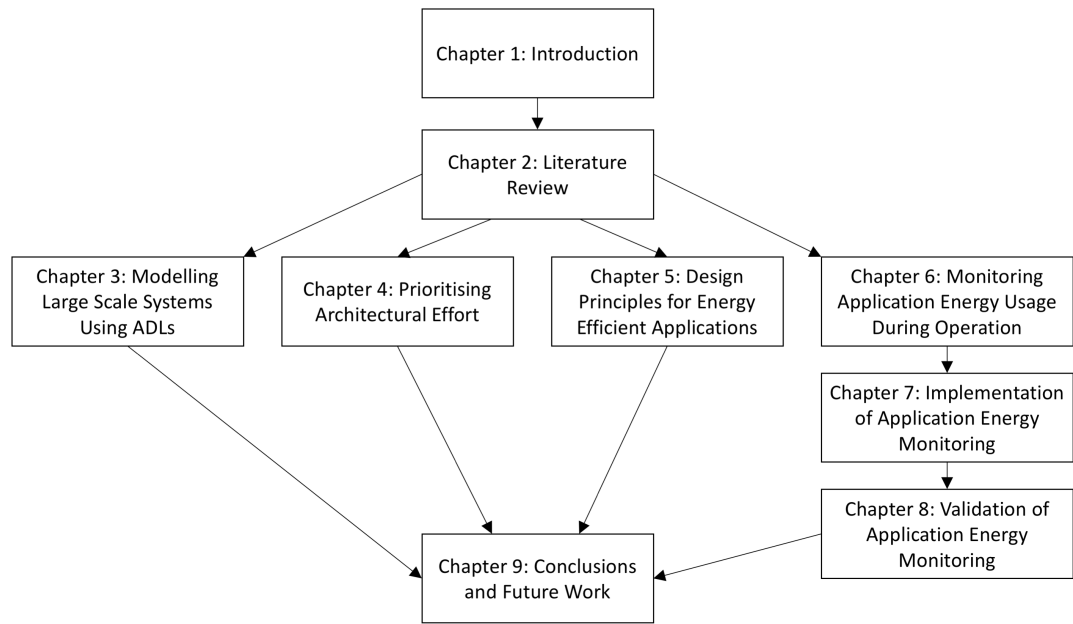 Chapter 1: Introduction
Chapter 2: Literature
Review
Chapter 3: Modelling
Large Scale Systems
Using ADLs
Chapter 4: Prioritising
Architectural Effort
Chapter 5: Design
Principles for Energy
Efficient Applications
Chapter 6: Monitoring
Application Energy Usage
During Operation
Chapter 7: Implementation
of Application Energy
Monitoring
Chapter 8: Validation of
Application Energy
Monitoring
Chapter 9: Conclusions
and Future Work